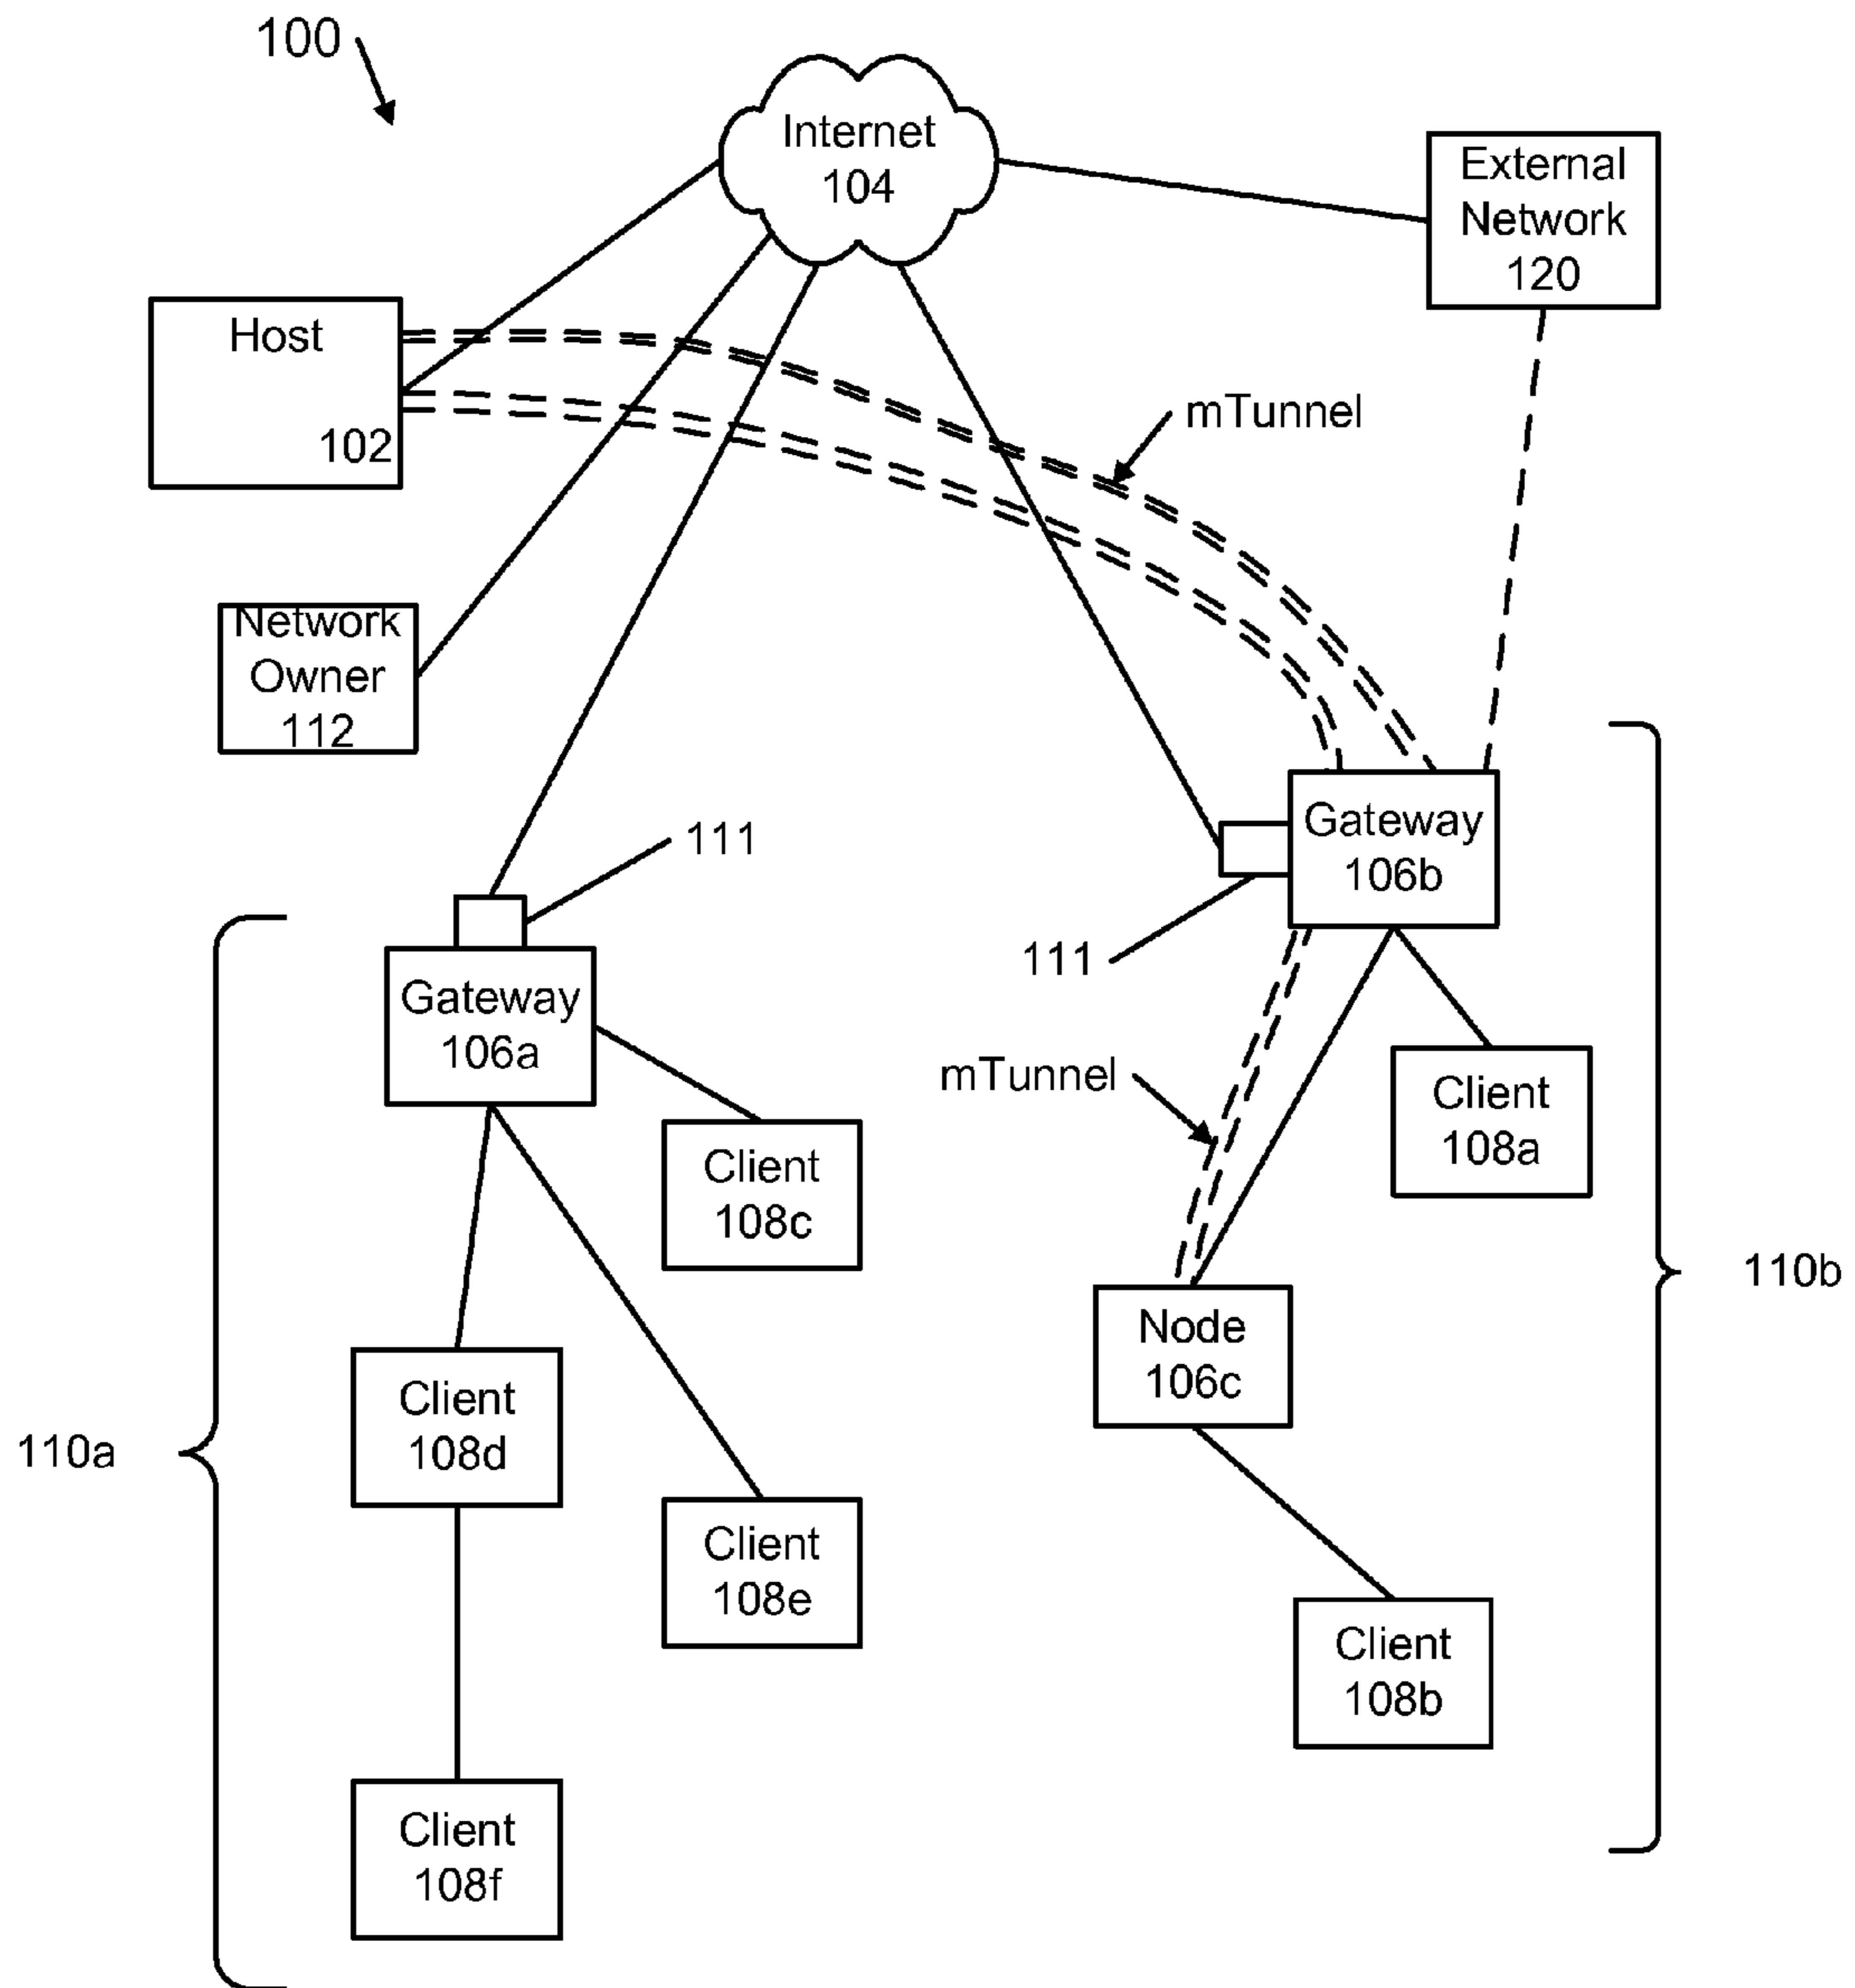 100
Internet
104
External
Network
120
Host
102
mTunnel
Network
Owner
112
Gateway
106b
111
111
Gateway
106a
mTunnel
Client
108a
Client
108c
110b
Node
106c
Client
108d
110a
Client
108e
Client
108b
Client
108f